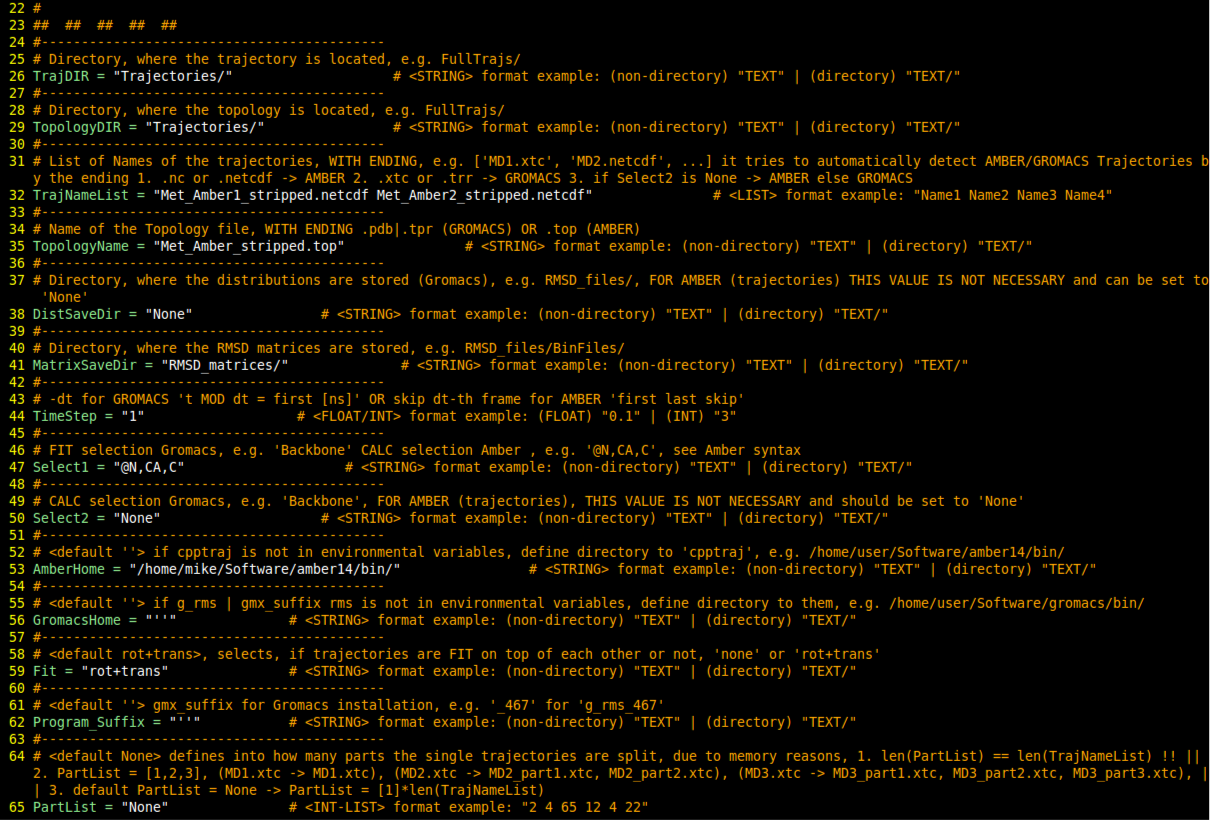 22 #
23 ##  ##  ##  ##  ##
24 #-------------------------------------------
25 # Directory, where the trajectory is located, e.g. FullTrajs/
26 TrajDIR = "Trajectories/"                    # <STRING> format example: (non-directory) "TEXT" | (directory) "TEXT/"
27 #-------------------------------------------
28 # Directory, where the topology is located, e.g. FullTrajs/
29 TopologyDIR = "Trajectories/"                # <STRING> format example: (non-directory) "TEXT" | (directory) "TEXT/"
30 #-------------------------------------------
31 # List of Names of the trajectories, WITH ENDING, e.g. ['MD1.xtc', 'MD2.netcdf', ...] it tries to automatically detect AMBER/GROMACS Trajectories b
y the ending 1. .nc or .netcdf -> AMBER 2. .xtc or .trr -> GROMACS 3. if Select2 is None -> AMBER else GROMACS
32 TrajNameList = "Met_Amber1_stripped.netcdf Met_Amber2_stripped.netcdf"               # <LIST> format example: "Name1 Name2 Name3 Name4"
33 #-------------------------------------------
34 # Name of the Topology file, WITH ENDING .pdb|.tpr (GROMACS) OR .top (AMBER)
35 TopologyName = "Met_Amber_stripped.top"               # <STRING> format example: (non-directory) "TEXT" | (directory) "TEXT/"
36 #-------------------------------------------
37 # Directory, where the distributions are stored (Gromacs), e.g. RMSD_files/, FOR AMBER (trajectories) THIS VALUE IS NOT NECESSARY and can be set to
'None'
38 DistSaveDir = "None"                # <STRING> format example: (non-directory) "TEXT" | (directory) "TEXT/"
39 #-------------------------------------------
40 # Directory, where the RMSD matrices are stored, e.g. RMSD_files/BinFiles/
41 MatrixSaveDir = "RMSD_matrices/"              # <STRING> format example: (non-directory) "TEXT" | (directory) "TEXT/"
42 #-------------------------------------------
43 # -dt for GROMACS 't MOD dt = first [ns]' OR skip dt-th frame for AMBER 'first last skip'
44 TimeStep = "1"                   # <FLOAT/INT> format example: (FLOAT) "0.1" | (INT) "3"
45 #-------------------------------------------
46 # FIT selection Gromacs, e.g. 'Backbone' CALC selection Amber , e.g. '@N,CA,C', see Amber syntax
47 Select1 = "@N,CA,C"                    # <STRING> format example: (non-directory) "TEXT" | (directory) "TEXT/"
48 #-------------------------------------------
49 # CALC selection Gromacs, e.g. 'Backbone', FOR AMBER (trajectories), THIS VALUE IS NOT NECESSARY and should be set to 'None'
50 Select2 = "None"                    # <STRING> format example: (non-directory) "TEXT" | (directory) "TEXT/"
51 #-------------------------------------------
52 # <default ''> if cpptraj is not in environmental variables, define directory to 'cpptraj', e.g. /home/user/Software/amber14/bin/
53 AmberHome = "/home/mike/Software/amber14/bin/"                # <STRING> format example: (non-directory) "TEXT" | (directory) "TEXT/"
54 #-------------------------------------------
55 # <default ''> if g_rms | gmx_suffix rms is not in environmental variables, define directory to them, e.g. /home/user/Software/gromacs/bin/
56 GromacsHome = "''"              # <STRING> format example: (non-directory) "TEXT" | (directory) "TEXT/"
57 #-------------------------------------------
58 # <default rot+trans>, selects, if trajectories are FIT on top of each other or not, 'none' or 'rot+trans'
59 Fit = "rot+trans"               # <STRING> format example: (non-directory) "TEXT" | (directory) "TEXT/"
60 #-------------------------------------------
61 # <default ''> gmx_suffix for Gromacs installation, e.g. '_467' for 'g_rms_467'
62 Program_Suffix = "''"           # <STRING> format example: (non-directory) "TEXT" | (directory) "TEXT/"
63 #-------------------------------------------
64 # <default None> defines into how many parts the single trajectories are split, due to memory reasons, 1. len(PartList) == len(TrajNameList) !! ||
2. PartList = [1,2,3], (MD1.xtc -> MD1.xtc), (MD2.xtc -> MD2_part1.xtc, MD2_part2.xtc), (MD3.xtc -> MD3_part1.xtc, MD3_part2.xtc, MD3_part3.xtc), |
| 3. default PartList = None -> PartList = [1]*len(TrajNameList)
65 PartList = "None"               # <INT-LIST> format example: "2 4 65 12 4 22"